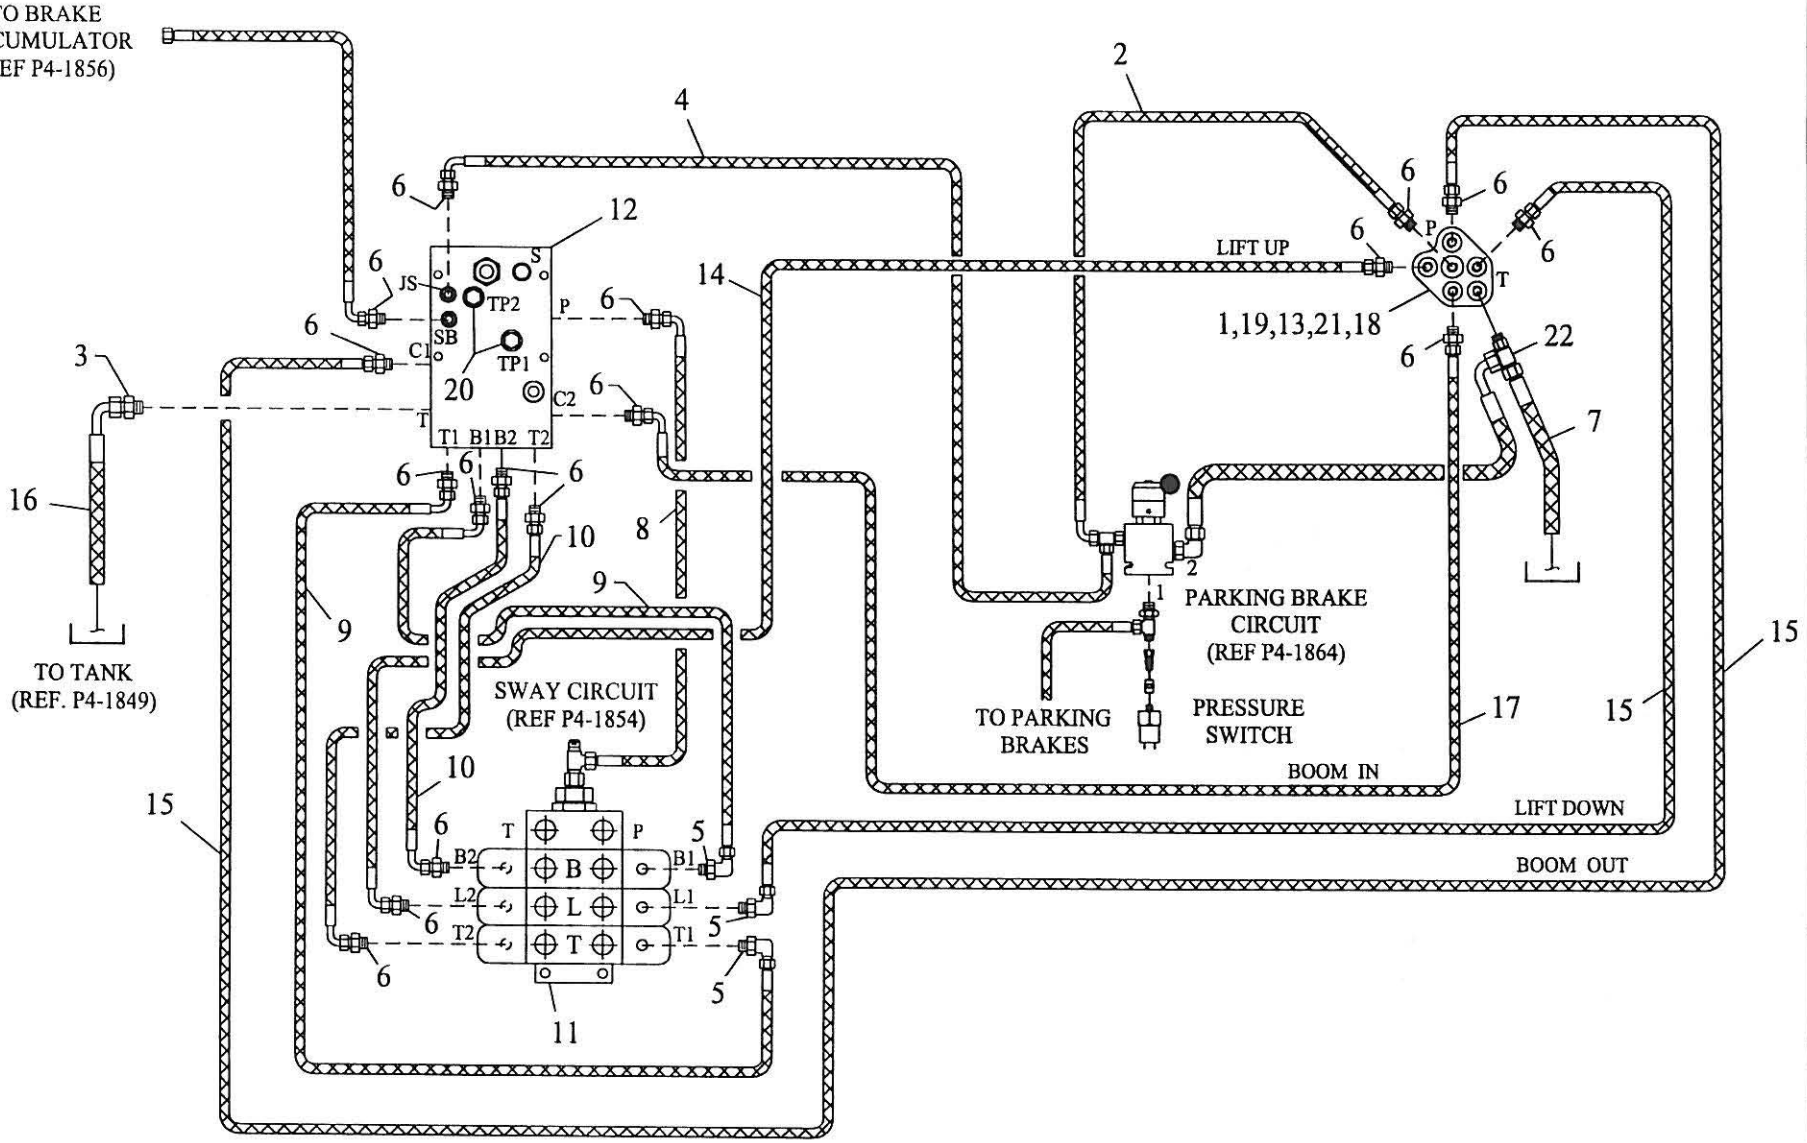 TO BRAKE
CUMULATOR
EF P4-1856)
2
4
6
12
6
6
6
S
JS
TP2
P
6
14
LIFT UP
6
P
T
6
SB
TP1
6
C1
20
6
C2
1,19,13,21,18
6
22
3
T
T1 B1 B2 T2
6
6
6
7
16
8
10
2
1
9
9
PARKING BRAKE
CIRCUIT
(REF P4-1864)
15
TO TANK
(REF. P4-1849)
SWAY CIRCUIT
(REF P4-1854)
TO PARKING
BRAKES
PRESSURE
SWITCH
17
15
10
BOOM IN
15
LIFT DOWN
T
P
6
B2
B
B1
5
BOOM OUT
L2
L
L1
6
5
T2
T
T1
6
5
11